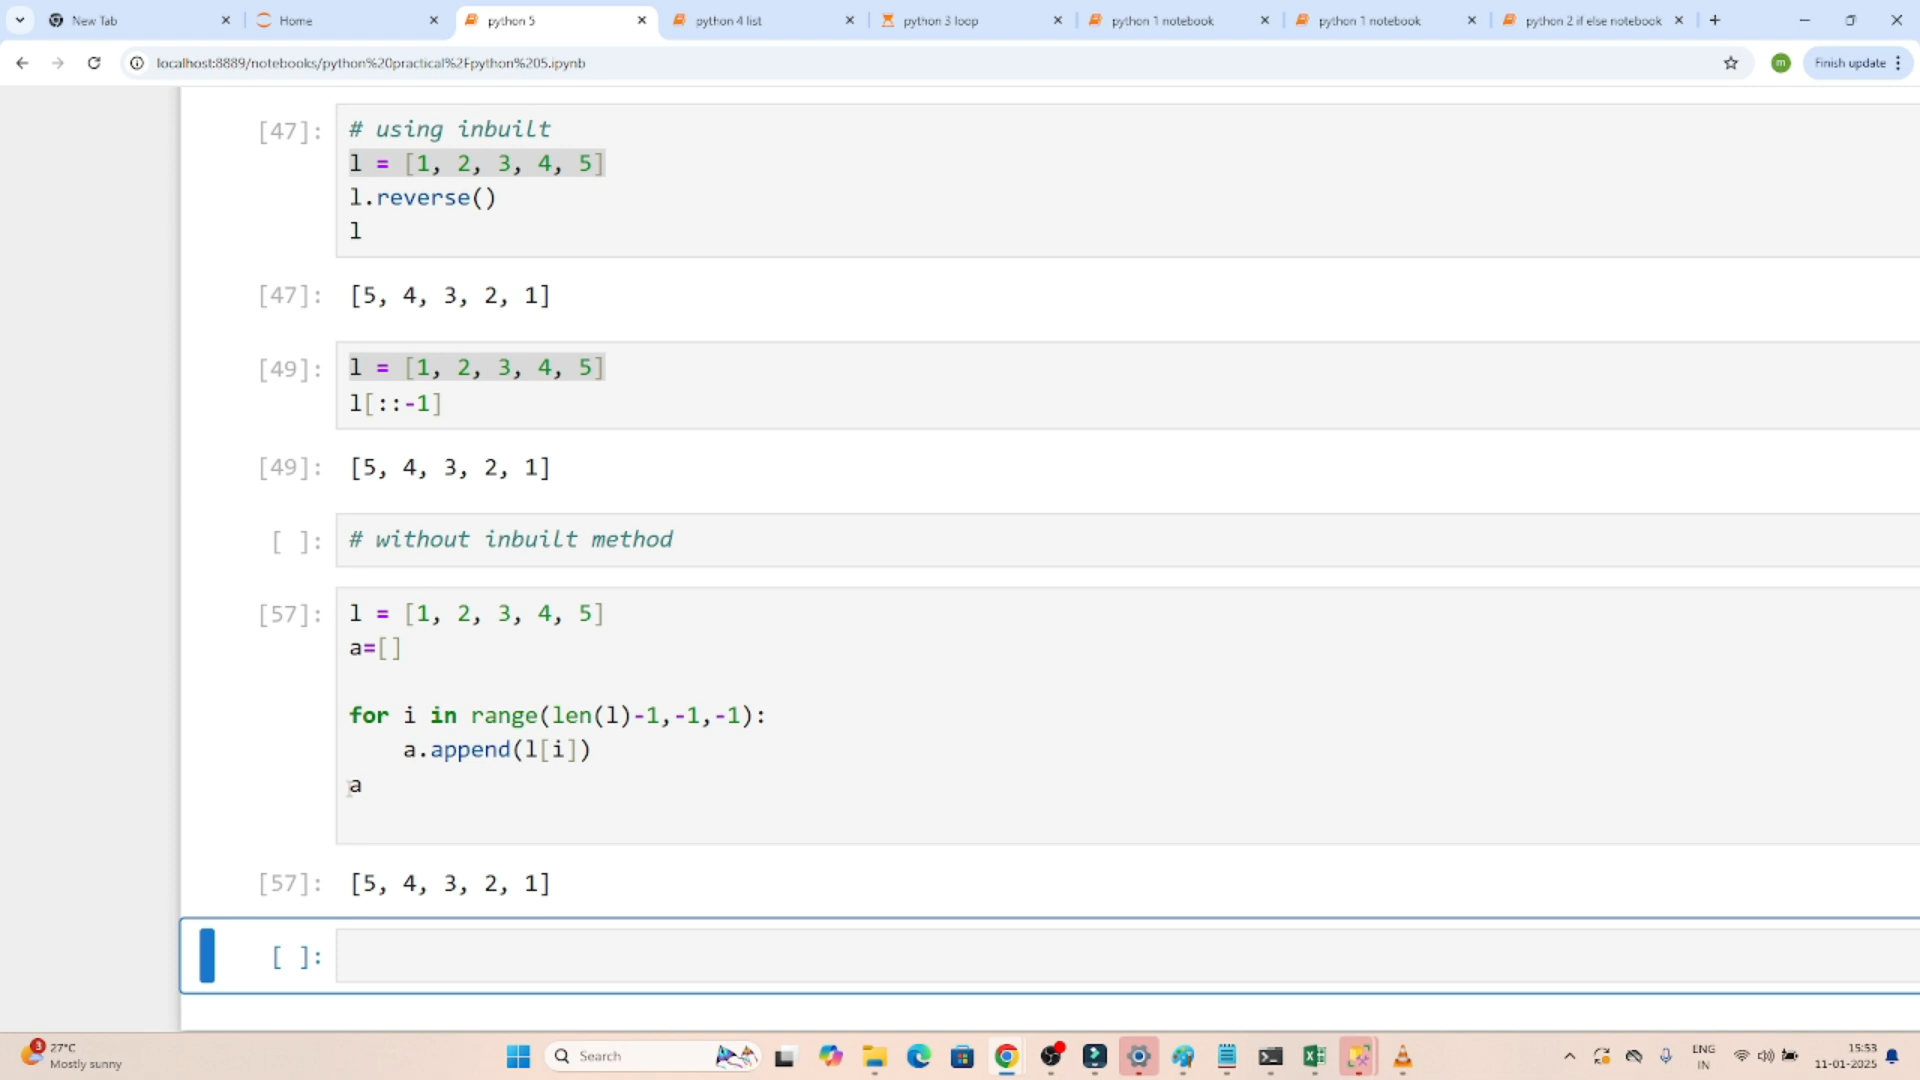 New Tab
Home
python 5
python 4 list
python 3 loop
python 1 notebook
python 1 notebook
python 2 if else notebook
localhost:8889/notebooks/python%20practical%2Fpython%205.ipynb
m
Finish update
[47]: # using inbuilt
l = [1, 2, 3, 4, 5]
l.reverse()
l
[47]: [5, 4, 3, 2, 1]
[49]: l = [1, 2, 3, 4, 5]
l[::-1]
[49]: [5, 4, 3, 2, 1]
[ ]: # without inbuilt method
[57]: l = [1, 2, 3, 4, 5]
a=[]
for i in range(len(l)-1,-1,-1):
a.append(l[i])
a
[57]: [5, 4, 3, 2, 1]
[ ]:
3
27°C
Mostly sunny
Search
ENG
IN
15:53
11-01-2025